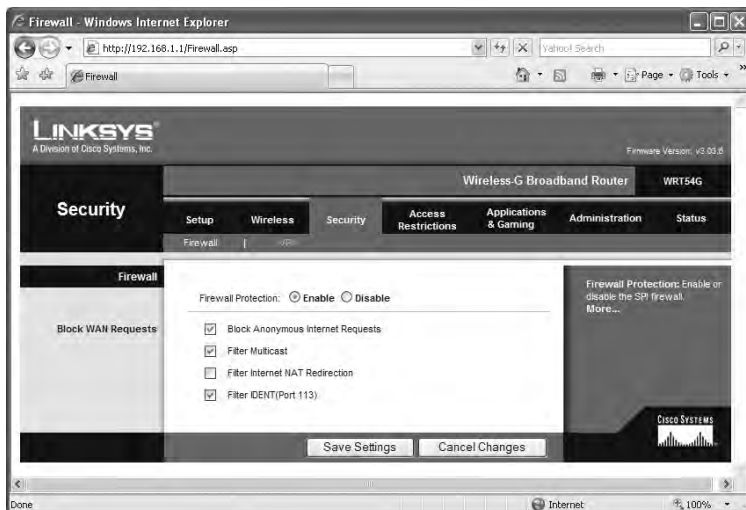 Firewall - Windows Internet Explorer
http://192.168.1.1/Firewall.asp
Yahoo! Search
Firewall
Page
Tools
LINKSYS®
A Division of Cisco Systems, Inc.
Firmware Version: v3.03.6
Wireless-G Broadband Router WRT54G
Security
Setup Wireless Security Access Restrictions Applications & Gaming Administration Status
Firewall | VPN
Firewall
Firewall Protection: Enable Disable
Block WAN Requests
Block Anonymous Internet Requests
Filter Multicast
Filter Internet NAT Redirection
Filter IDENT(Port 113)
Firewall Protection: Enable or
disable the SPI firewall.
More...
CISCO SYSTEMS
Save Settings Cancel Changes
Done Internet 100%